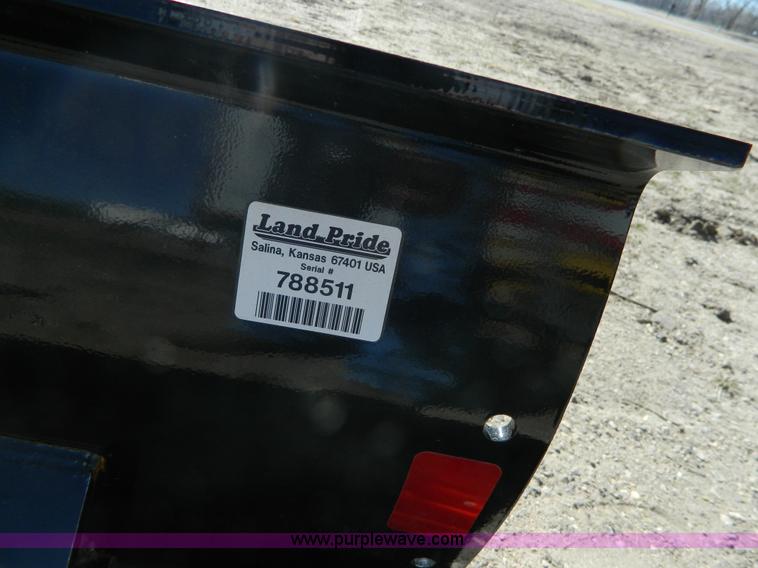 Land Pride
Salina, Kansas 67401 USA
Serial #
788511
www.purplewave.com